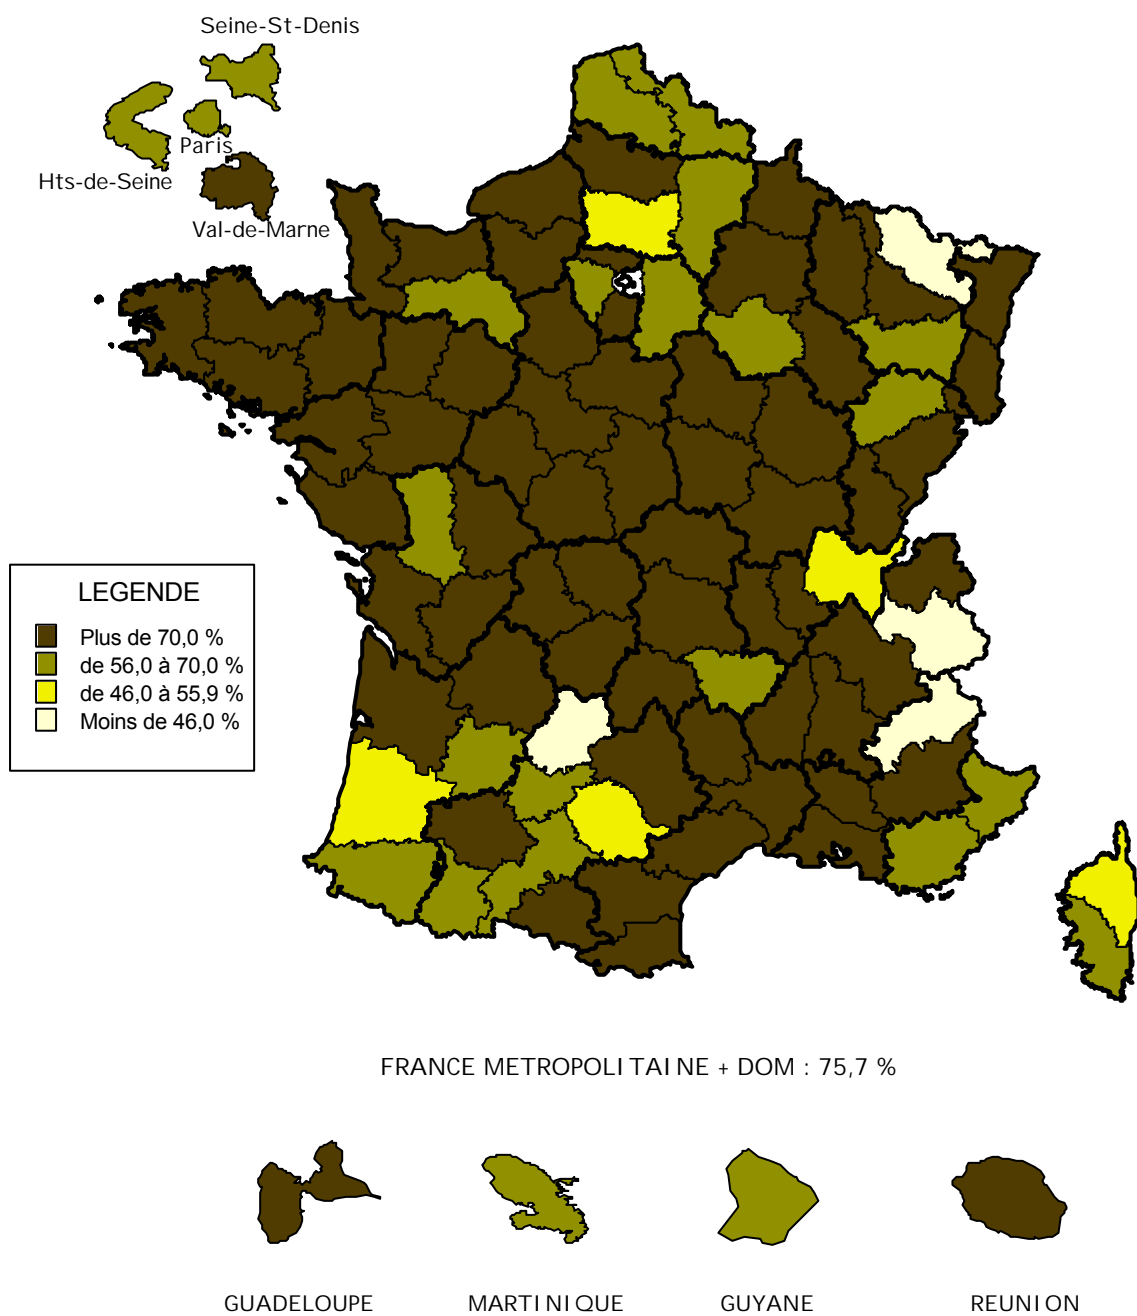 Seine-St-Denis
Paris
Hts-de-Seine
Val-de-Marne
LEGENDE
Plus de 70,0 %
de 56,0 à 70,0 %
de 46,0 à 55,9 %
Moins de 46,0 %
FRANCE METROPOLITAINE + DOM : 75,7 %
GUADELOUPE MARTINIQUE GUYANE REUNION